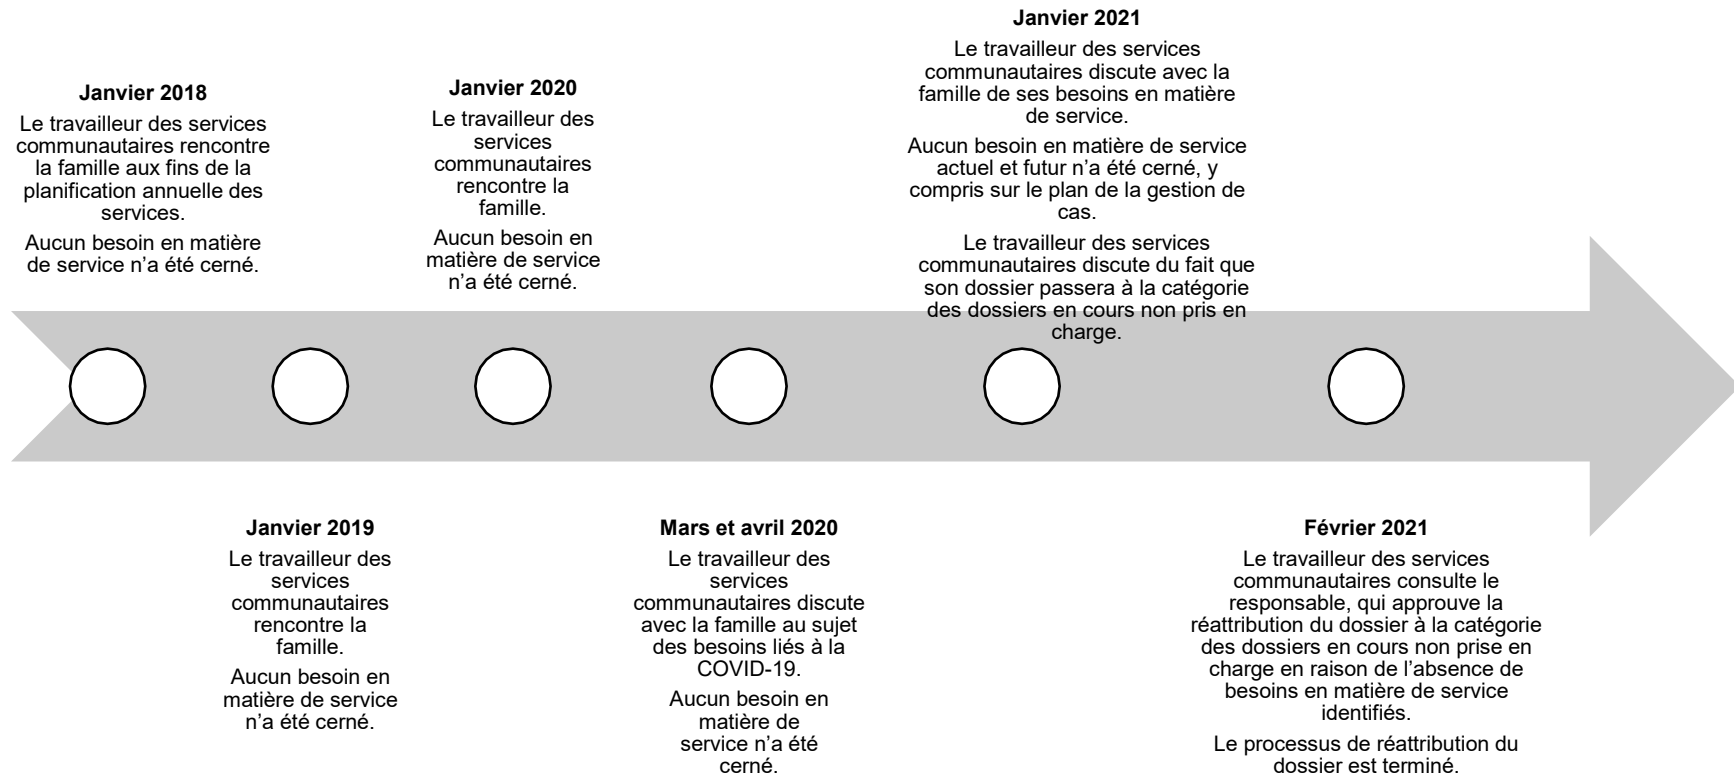 Janvier 2018
Le travailleur des services
communautaires rencontre
la famille aux fins de la
planification annuelle des
services.
Aucun besoin en matière
de service n’a été cerné.
Janvier 2019
Le travailleur des
services
communautaires
rencontre la
famille.
Aucun besoin en
matière de service
n’a été cerné.
Janvier 2020
Le travailleur des
services
communautaires
rencontre la
famille.
Aucun besoin en
matière de service
n’a été cerné.
Mars et avril 2020
Le travailleur des
services
communautaires discute
avec la famille au sujet
des besoins liés à la
COVID-19.
Aucun besoin en
matière de
service n’a été
cerné.
Janvier 2021
Le travailleur des services
communautaires discute avec la
famille de ses besoins en matière
de service.
Aucun besoin en matière de service
actuel et futur n’a été cerné, y
compris sur le plan de la gestion de
cas.
Le travailleur des services
communautaires discute du fait que
son dossier passera à la catégorie
des dossiers en cours non pris en
charge.
Février 2021
Le travailleur des services
communautaires consulte le
responsable, qui approuve la
réattribution du dossier à la catégorie
des dossiers en cours non prise en
charge en raison de l’absence de
besoins en matière de service
identifiés.
Le processus de réattribution du
dossier est terminé.